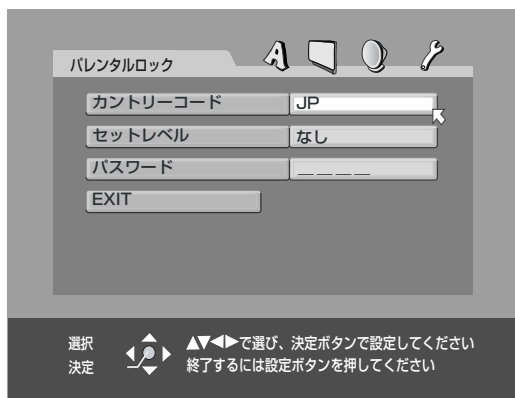 パレンタルロック
カントリーコード JP
セットレベル なし
パスワード ＿＿＿＿
EXIT
選択
決定
▲▼◀▶で選び、決定ボタンで設定してください
終了するには設定ボタンを押してください